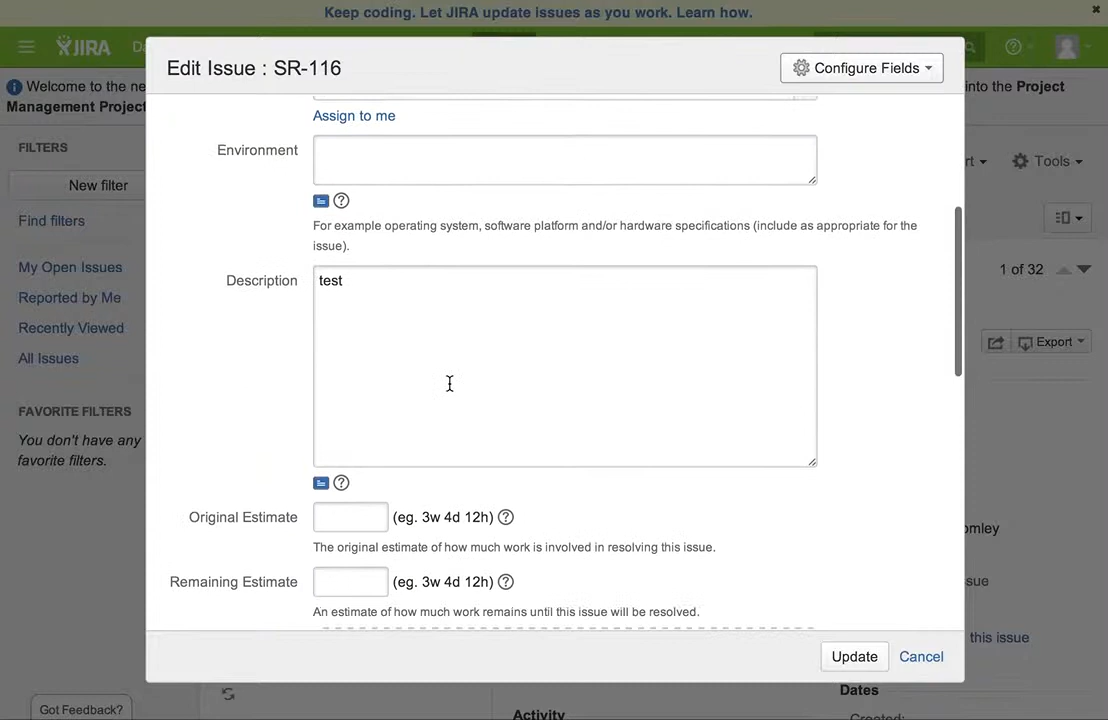 Keep coding. Let JIRA update issues as you work. Learn how.
JIRA
Da
Edit Issue : SR-116
Configure Fields
Welcome to the ne
into the Project
Management Project
FILTERS
New filter
Find filters
My Open Issues
Reported by Me
Recently Viewed
All Issues
FAVORITE FILTERS
You don't have any
favorite filters.
Assign to me
Environment
For example operating system, software platform and/or hardware specifications (include as appropriate for the
issue).
Description
test
Original Estimate
(eg. 3w 4d 12h)
The original estimate of how much work is involved in resolving this issue.
Remaining Estimate
(eg. 3w 4d 12h)
An estimate of how much work remains until this issue will be resolved.
Update
Cancel
rt
Tools
1 of 32
Export
omley
sue
this issue
Got Feedback?
Activity
Dates
Created: